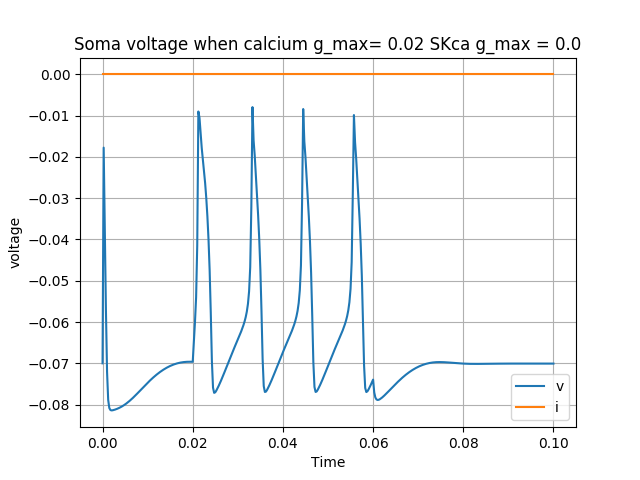 Soma voltage when calcium g_max= 0.02 SKca g_max = 0.0
0.00
−0.01
−0.02
−0.03
−0.04
−0.05
−0.06
−0.07
−0.08
voltage
0.00 0.02 0.04 0.06 0.08 0.10
Time
v
i